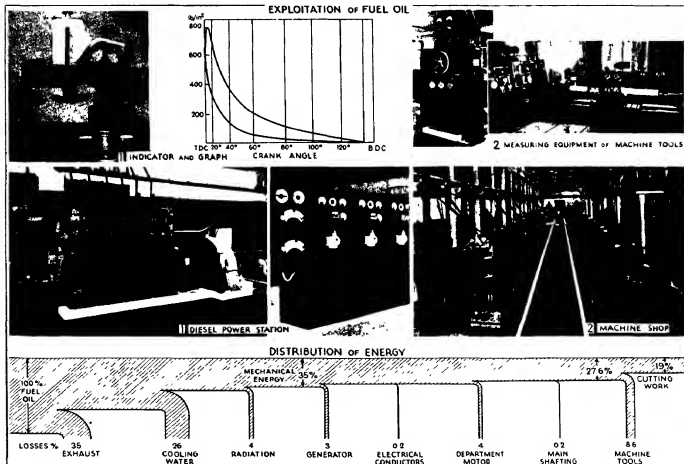 EXPLOITATION OF FUEL OIL
lb/in²
800
600
400
200
TDC 20° 40° 60° 80° 100° 120° BDC
CRANK ANGLE
INDICATOR AND GRAPH
2 MEASURING EQUIPMENT OF MACHINE TOOLS
1 DIESEL POWER STATION
2 MACHINE SHOP
DISTRIBUTION OF ENERGY
100%
FUEL
OIL
MECHANICAL
ENERGY 35%
27·6%
19%
CUTTING
WORK
LOSSES % 35 26 4 3 0·2 4 0·2 8·6
EXHAUST COOLING WATER RADIATION GENERATOR ELECTRICAL CONDUCTORS DEPARTMENT MOTOR MAIN SHAFTING MACHINE TOOLS